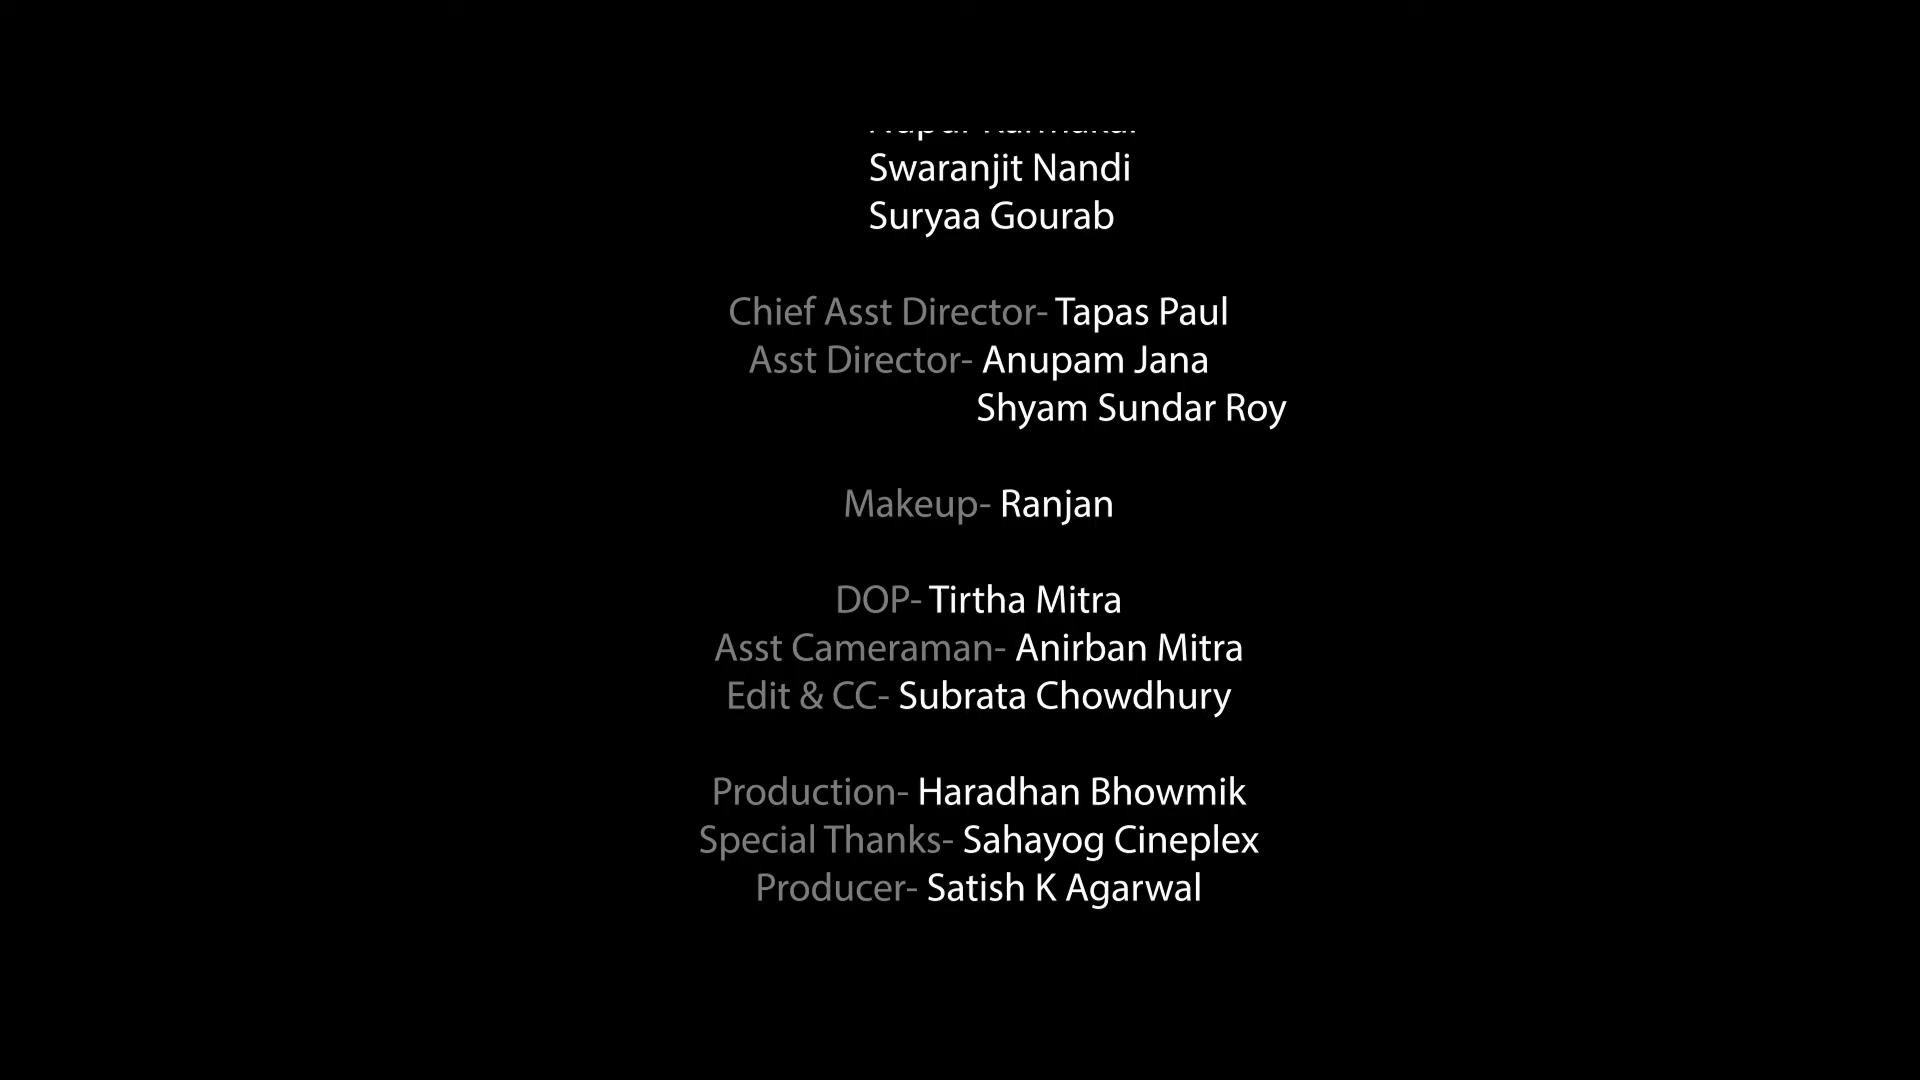 Swaranjit Nandi
Suryaa Gourab
Chief Asst Director- Tapas Paul
Asst Director- Anupam Jana
Shyam Sundar Roy
Makeup- Ranjan
DOP- Tirtha Mitra
Asst Cameraman- Anirban Mitra
Edit & CC- Subrata Chowdhury
Production- Haradhan Bhowmik
Special Thanks- Sahayog Cineplex
Producer- Satish K Agarwal